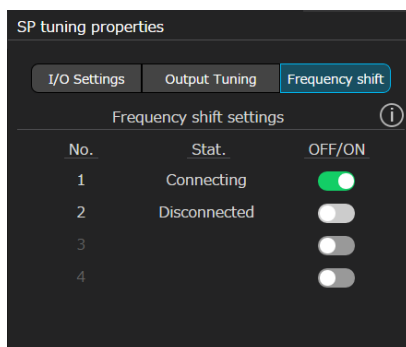 SP tuning properties
I/O Settings Output Tuning Frequency shift
Frequency shift settings i
No. Stat. OFF/ON
1 Connecting
2 Disconnected
3
4